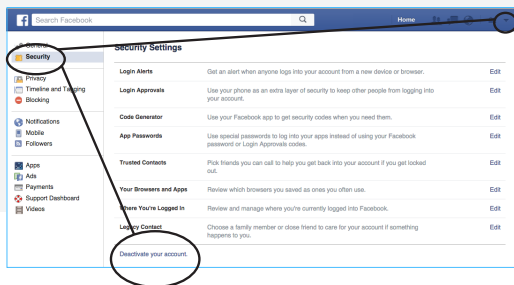 Search Facebook
Home
General
Security
Privacy
Timeline and Tagging
Blocking
Notifications
Mobile
Followers
Apps
Ads
Payments
Support Dashboard
Videos
Security Settings
Login Alerts Get an alert when anyone logs into your account from a new device or browser. Edit
Login Approvals Use your phone as an extra layer of security to keep other people from logging into Edit
your account.
Code Generator Use your Facebook app to get security codes when you need them. Edit
App Passwords Use special passwords to log into your apps instead of using your Facebook Edit
password or Login Approvals codes.
Trusted Contacts Pick friends you can call to help you get back into your account if you get locked Edit
out.
Your Browsers and Apps Review which browsers you saved as ones you often use. Edit
Where You're Logged In Review and manage where you're currently logged into Facebook. Edit
Legacy Contact Choose a family member or close friend to care for your account if something Edit
happens to you.
Deactivate your account.